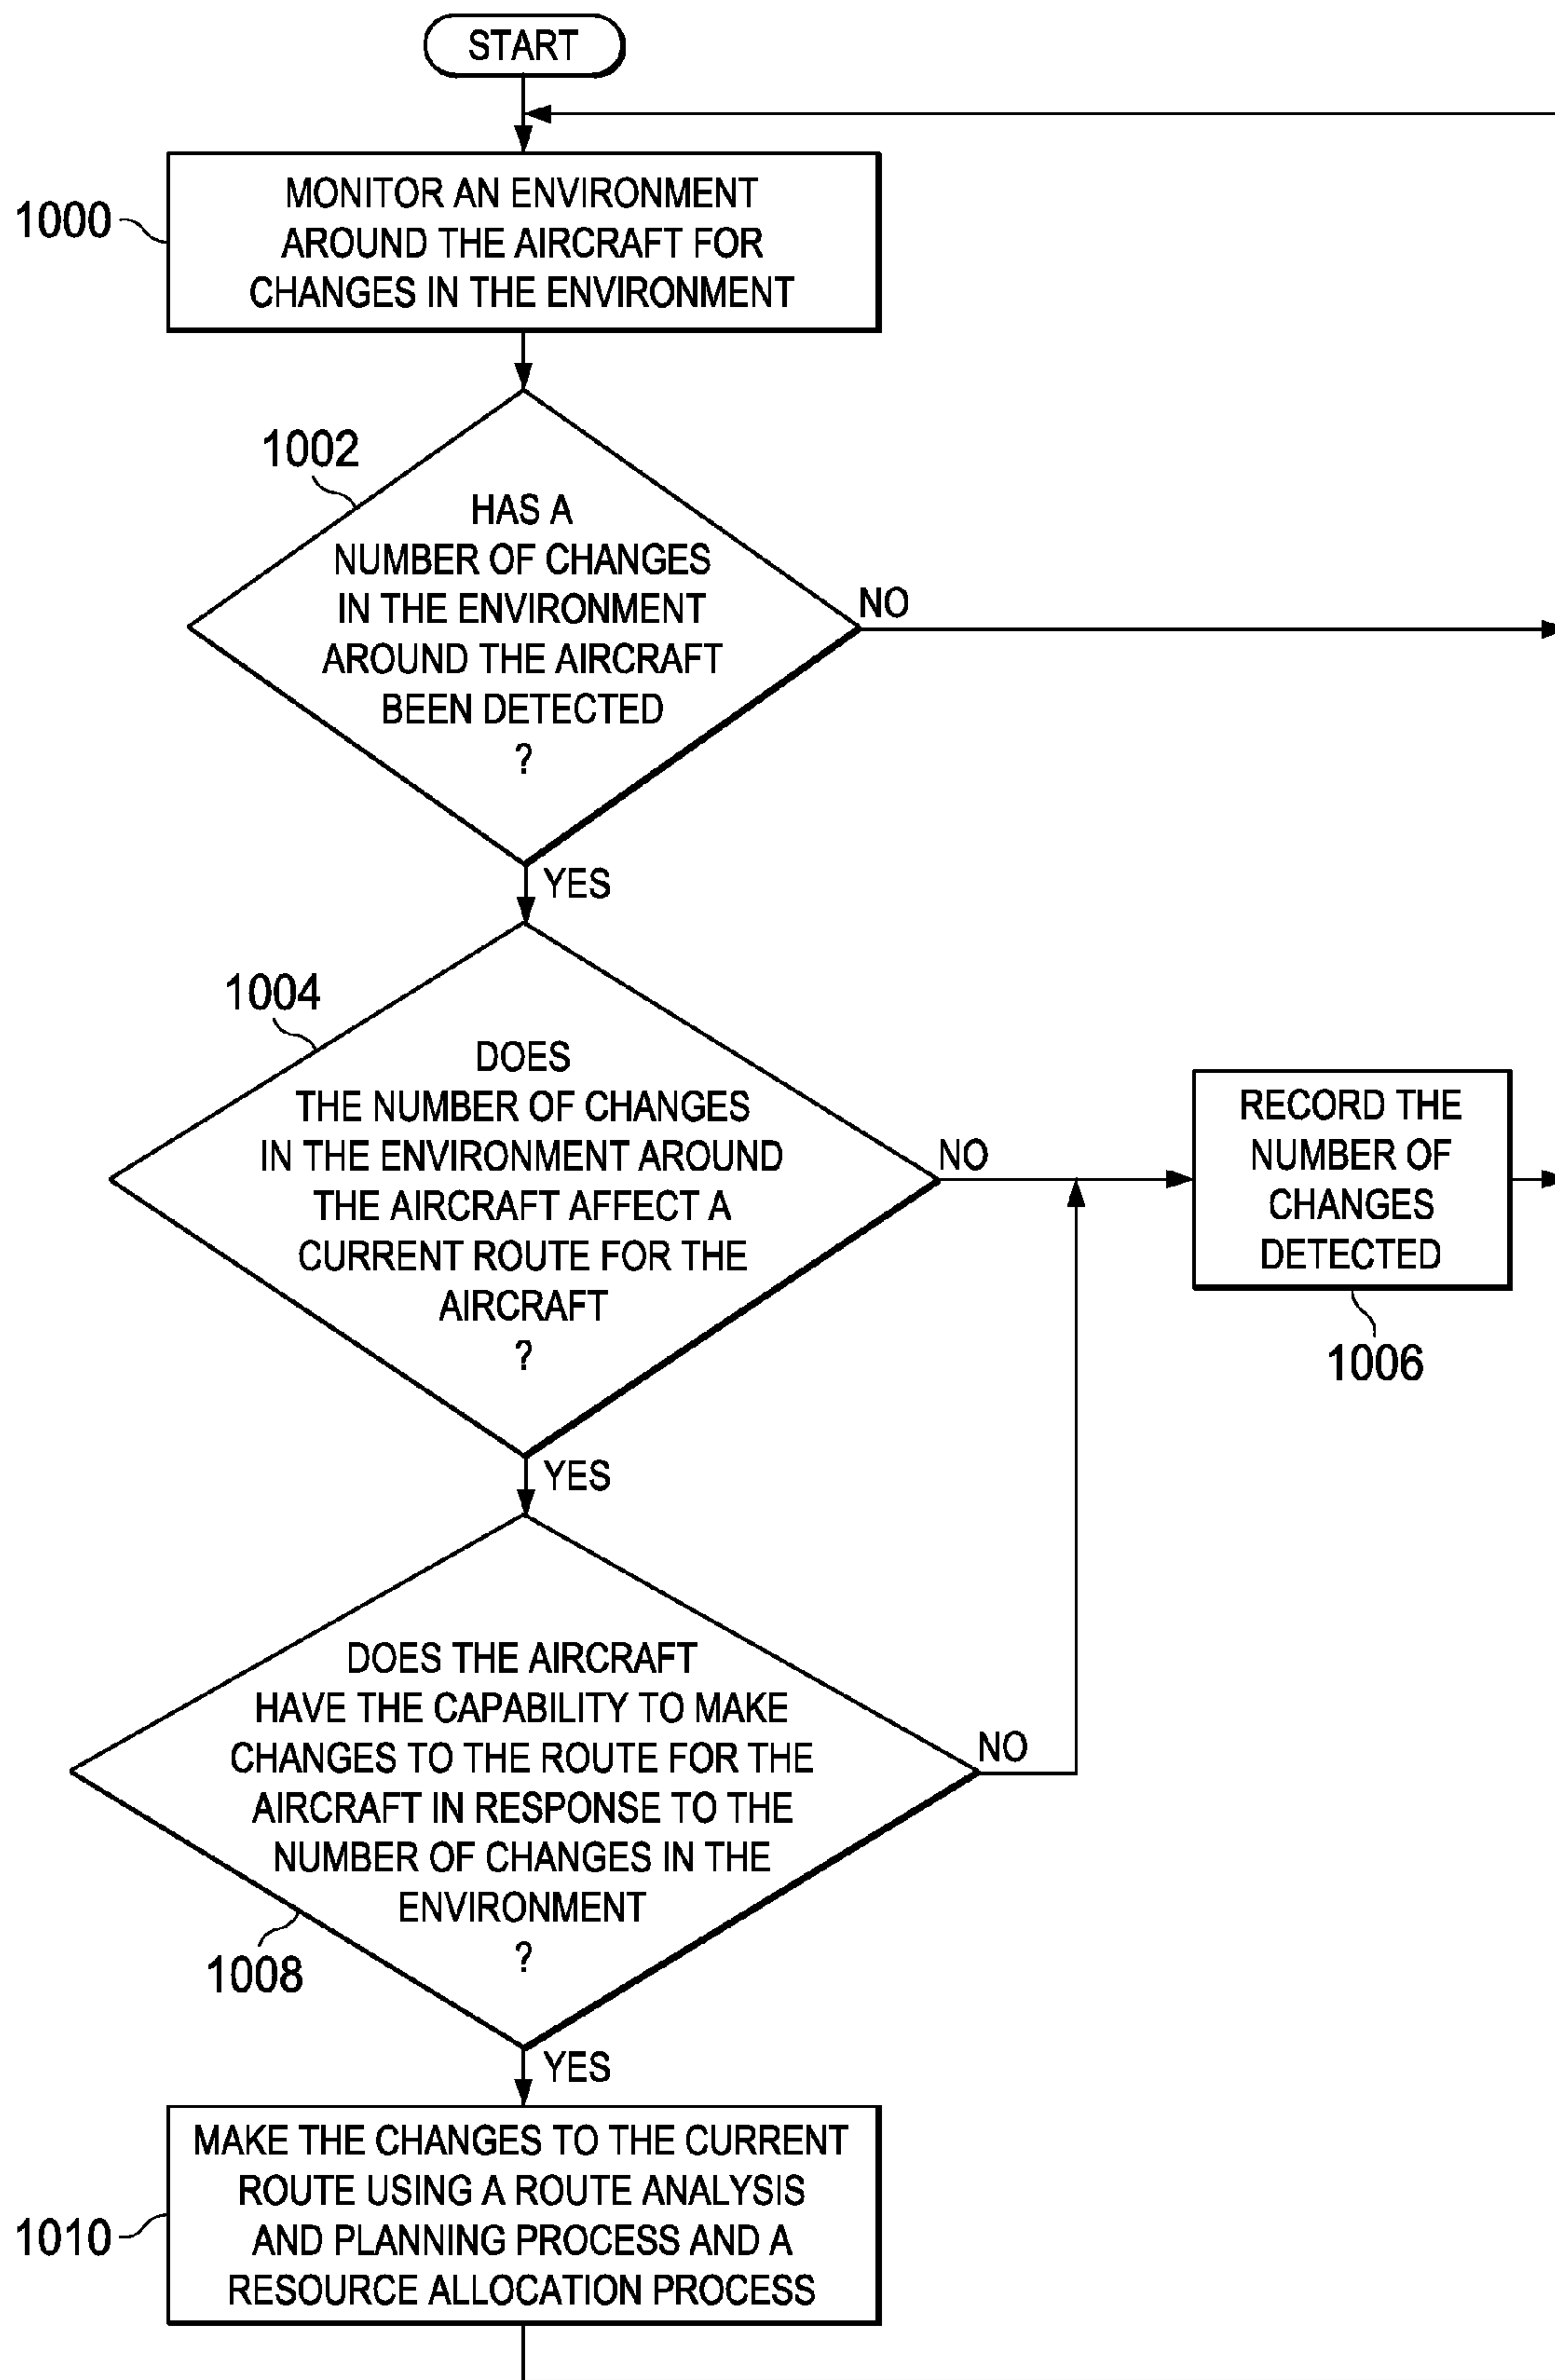 START
1000
MONITOR AN ENVIRONMENT
AROUND THE AIRCRAFT FOR
CHANGES IN THE ENVIRONMENT
1002
HAS A
NUMBER OF CHANGES
IN THE ENVIRONMENT
AROUND THE AIRCRAFT
BEEN DETECTED
?
NO
YES
1004
DOES
THE NUMBER OF CHANGES
IN THE ENVIRONMENT AROUND
THE AIRCRAFT AFFECT A
CURRENT ROUTE FOR THE
AIRCRAFT
?
NO
RECORD THE
NUMBER OF
CHANGES
DETECTED
1006
YES
DOES THE AIRCRAFT
HAVE THE CAPABILITY TO MAKE
CHANGES TO THE ROUTE FOR THE
AIRCRAFT IN RESPONSE TO THE
NUMBER OF CHANGES IN THE
ENVIRONMENT
?
NO
1008
YES
MAKE THE CHANGES TO THE CURRENT
ROUTE USING A ROUTE ANALYSIS
AND PLANNING PROCESS AND A
RESOURCE ALLOCATION PROCESS
1010